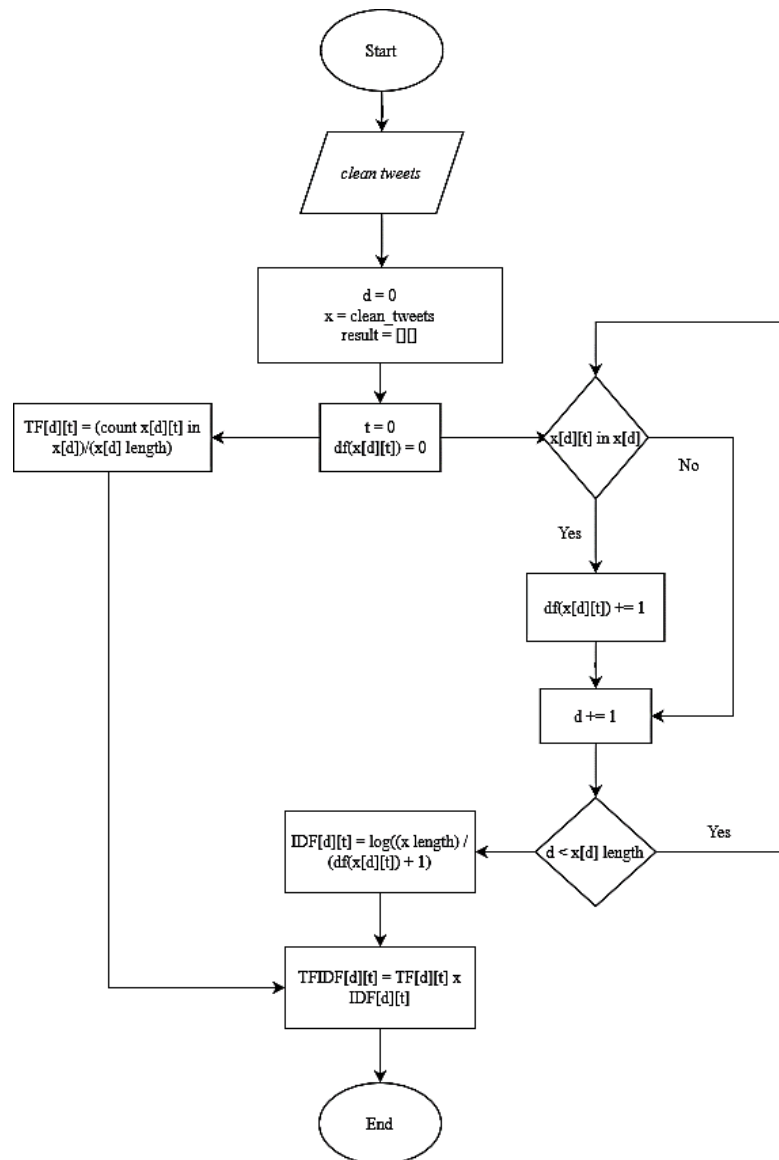 Start
clean tweets
d = 0
x = clean_tweets
result = [][]
TF[d][t] = (count x[d][t] in
x[d])/(x[d] length)
t = 0
df(x[d][t]) = 0
x[d][t] in x[d]
No
Yes
df(x[d][t]) += 1
d += 1
IDF[d][t] = log((x length) /
(df(x[d][t]) + 1)
d < x[d] length
Yes
TFIDF[d][t] = TF[d][t] x
IDF[d][t]
End